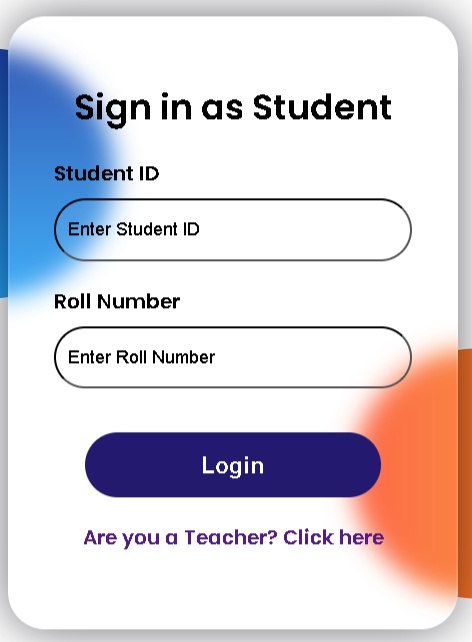 Sign in as Student
Student ID
Enter Student ID
Roll Number
Enter Roll Number
Login
Are you a Teacher? Click here